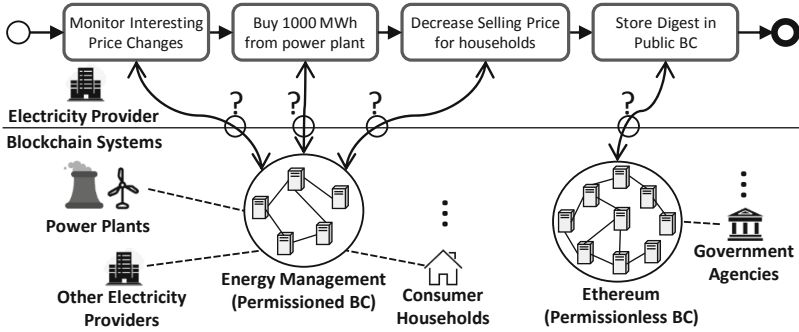 Monitor Interesting
Price Changes
Buy 1000 MWh
from power plant
Decrease Selling Price
for households
Store Digest in
Public BC
? ? ? ?
Electricity Provider
Blockchain Systems
Power Plants
Other Electricity
Providers
Energy Management
(Permissioned BC)
Consumer
Households
Ethereum
(Permissionless BC)
Government
Agencies